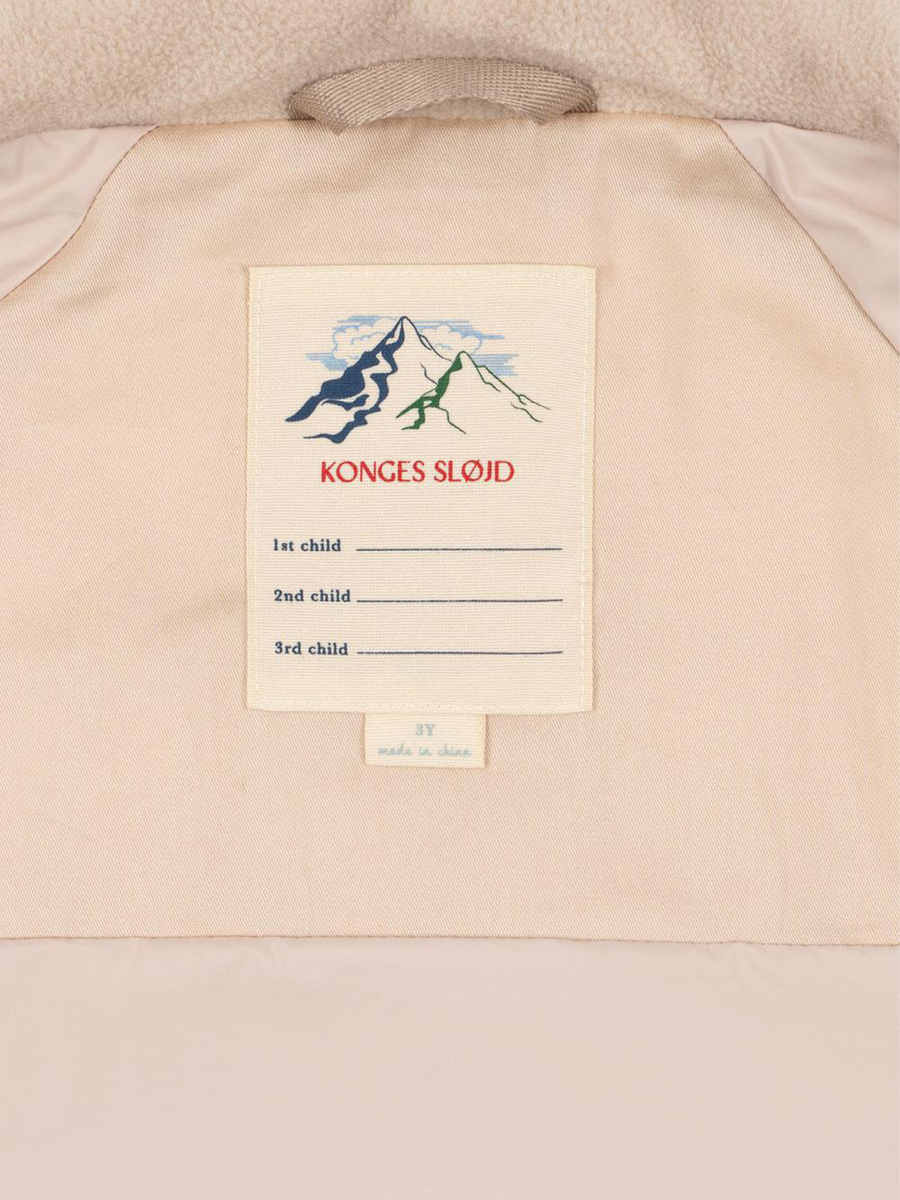 KONGES SLØJD
1st child
2nd child
3rd child
3Y
made in china